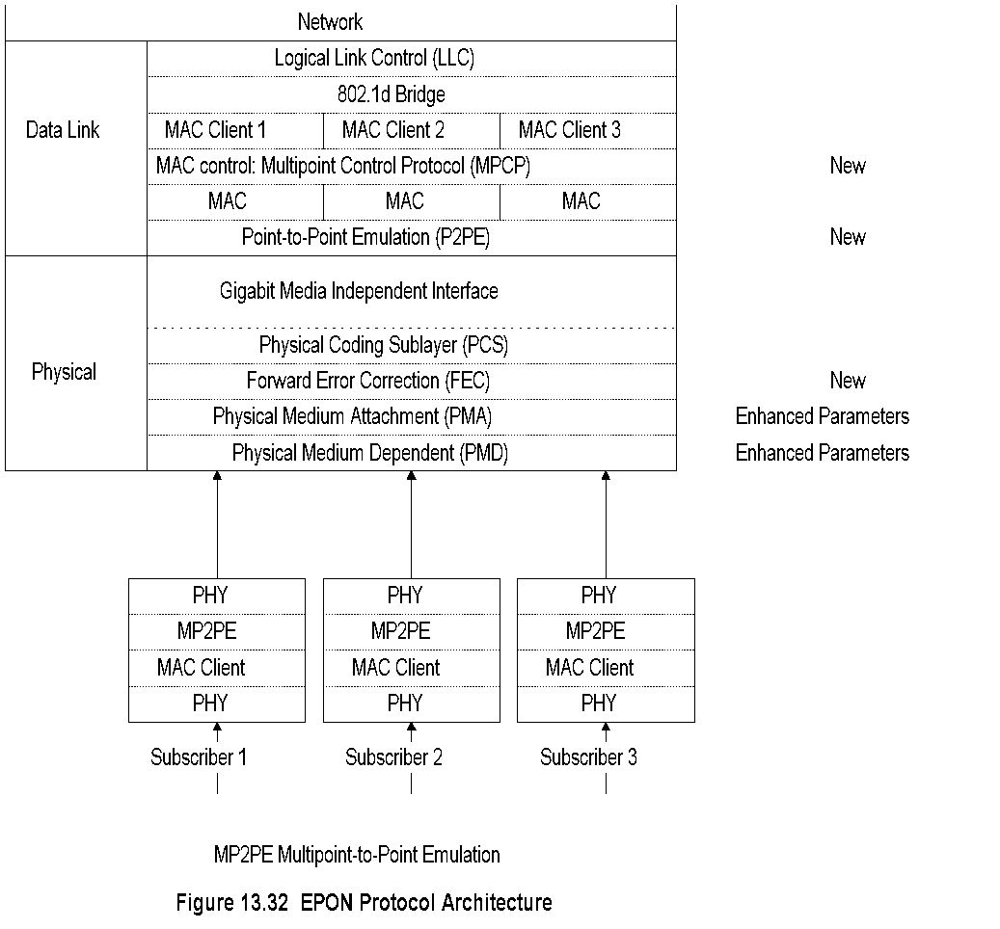 Network
Logical Link Control (LLC)
802.1d Bridge
Data Link MAC Client 1 MAC Client 2 MAC Client 3
MAC control: Multipoint Control Protocol (MPCP) New
MAC MAC MAC
Point-to-Point Emulation (P2PE) New
Gigabit Media Independent Interface
Physical Coding Sublayer (PCS)
Physical
Forward Error Correction (FEC) New
Physical Medium Attachment (PMA) Enhanced Parameters
Physical Medium Dependent (PMD) Enhanced Parameters
PHY PHY PHY
MP2PE MP2PE MP2PE
MAC Client MAC Client MAC Client
PHY PHY PHY
Subscriber 1 Subscriber 2 Subscriber 3
MP2PE Multipoint-to-Point Emulation
Figure 13.32 EPON Protocol Architecture